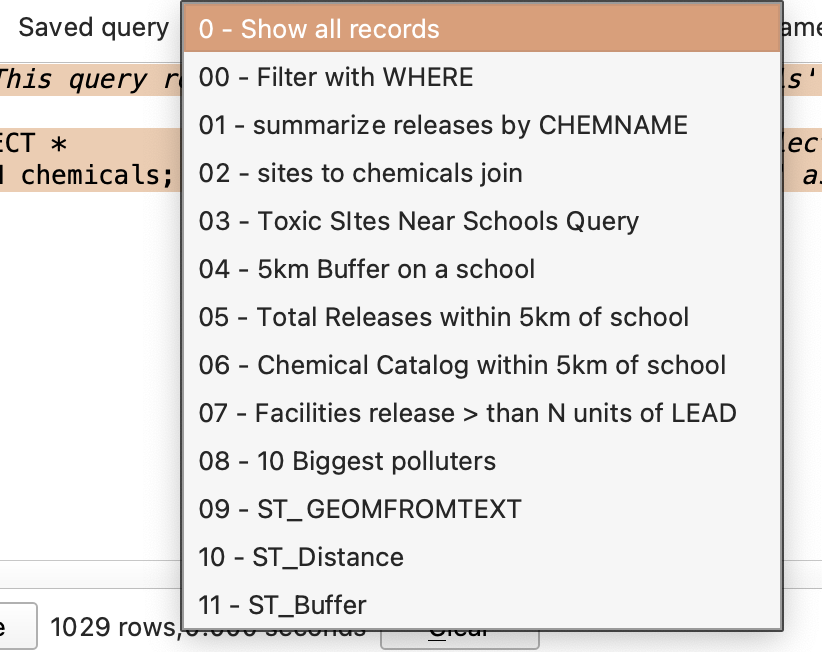 Saved query
0 - Show all records
This query
ECT *
chemicals;
00 - Filter with WHERE
01 - summarize releases by CHEMNAME
02 - sites to chemicals join
03 - Toxic SItes Near Schools Query
04 - 5km Buffer on a school
05 - Total Releases within 5km of school
06 - Chemical Catalog within 5km of school
07 - Facilities release > than N units of LEAD
08 - 10 Biggest polluters
09 - ST_GEOMFROMTEXT
10 - ST_Distance
11 - ST_Buffer
1029 rows, 0.000 seconds
Clear